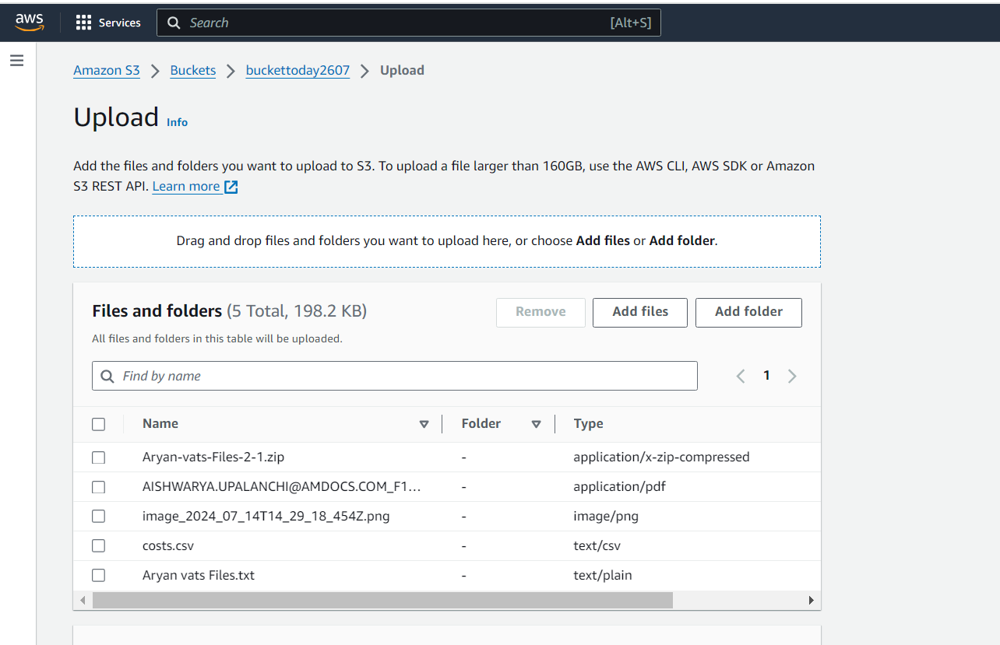 aws Services Search [Alt+S]
Amazon S3 > Buckets > buckettoday2607 > Upload
Upload Info
Add the files and folders you want to upload to S3. To upload a file larger than 160GB, use the AWS CLI, AWS SDK or Amazon
S3 REST API. Learn more
Drag and drop files and folders you want to upload here, or choose Add files or Add folder.
Files and folders (5 Total, 198.2 KB) Remove Add files Add folder
All files and folders in this table will be uploaded.
Find by name 1
Name Folder Type
Aryan-vats-Files-2-1.zip - application/x-zip-compressed
AISHWARYA.UPALANCHI@AMDOCS.COM_F1... - application/pdf
image_2024_07_14T14_29_18_454Z.png - image/png
costs.csv - text/csv
Aryan vats Files.txt - text/plain